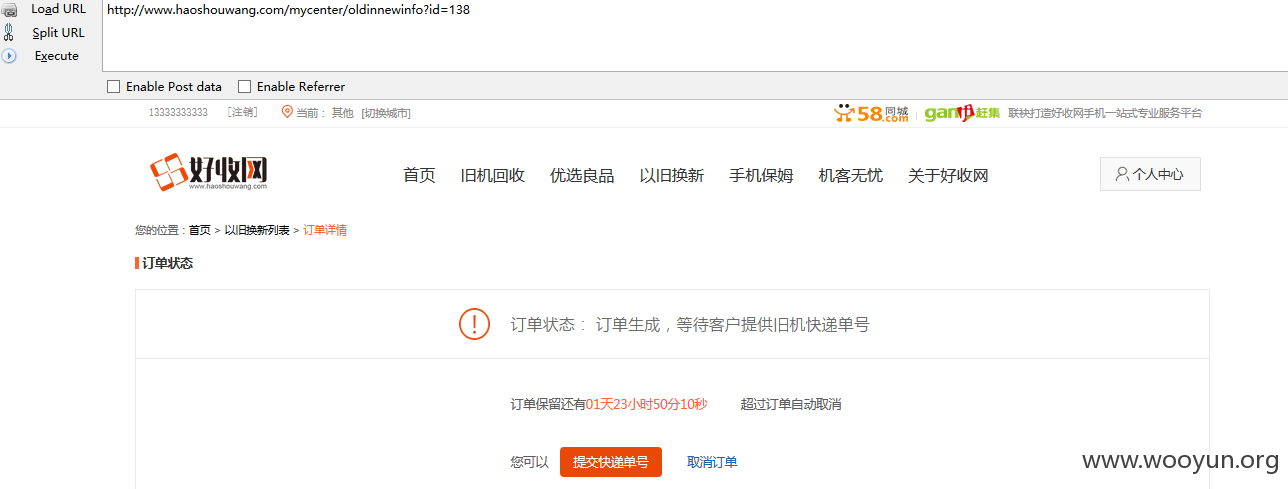 Load URL
http://www.haoshouwang.com/mycenter/oldinnewinfo?id=138
Split URL
Execute
Enable Post data Enable Referrer
13333333333 [注销] 当前： 其他 [切换城市] 58同城.com ganji赶集 联袂打造好收网手机一站式专业服务平台
好收网
www.haoshouwang.com
首页 旧机回收 优选良品 以旧换新 手机保姆 机客无忧 关于好收网 个人中心
您的位置：首页 > 以旧换新列表 > 订单详情
订单状态
订单状态： 订单生成，等待客户提供旧机快递单号
订单保留还有01天23小时50分10秒 超过订单自动取消
您可以 提交快递单号 取消订单
www.wooyun.org